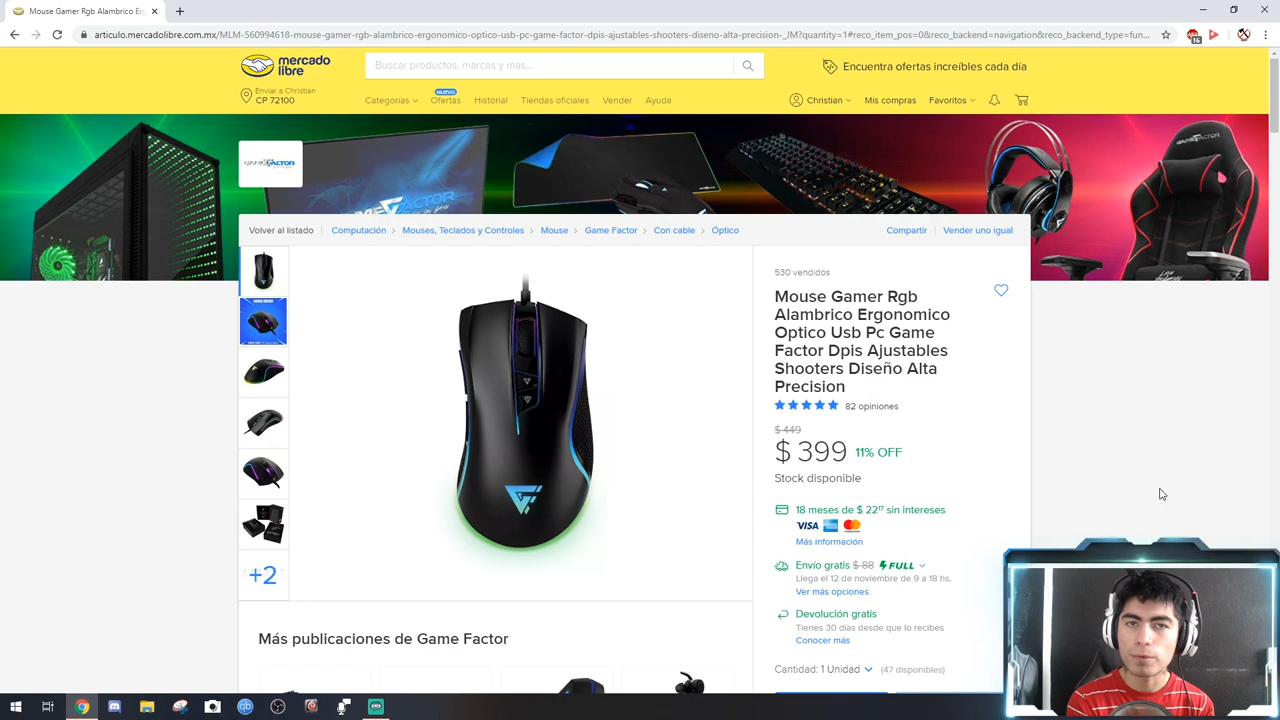 Mouse Gamer Rgb Alambrico Erg
articulo.mercadolibre.com.mx/MLM-560994618-mouse-gamer-rgb-alambrico-ergonomico-optico-usb-pc-game-factor-dpis-ajustables-shooters-diseno-alta-precision-_JM?quantity=1#reco_item_pos=0&reco_backend=navigation&reco_backend_type=fun...
16
mercado
libre
Buscar productos, marcas y más...
Encuentra ofertas increíbles cada día
Enviar a Christian
CP 72100
NUEVO
Categorías Ofertas Historial Tiendas oficiales Vender Ayuda
Christian Mis compras Favoritos
GAMEFACTOR
Volver al listado Computación > Mouses, Teclados y Controles > Mouse > Game Factor > Con cable > Óptico Compartir Vender uno igual
530 vendidos
Mouse Gamer Rgb
Alambrico Ergonomico
Optico Usb Pc Game
Factor Dpis Ajustables
Shooters Diseño Alta
Precision
82 opiniones
$ 449
$ 399 11% OFF
Stock disponible
18 meses de $ 22¹⁷ sin intereses
VISA
Más información
Envío gratis $ 88 FULL
Llega el 12 de noviembre de 9 a 18 hs.
Ver más opciones
Devolución gratis
Tienes 30 días desde que lo recibes
Conocer más
Cantidad: 1 Unidad (47 disponibles)
+2
Más publicaciones de Game Factor